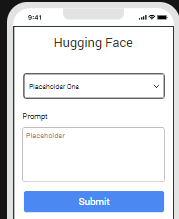 9:41
Hugging Face
Placeholder One
Prompt
Placeholder
Submit